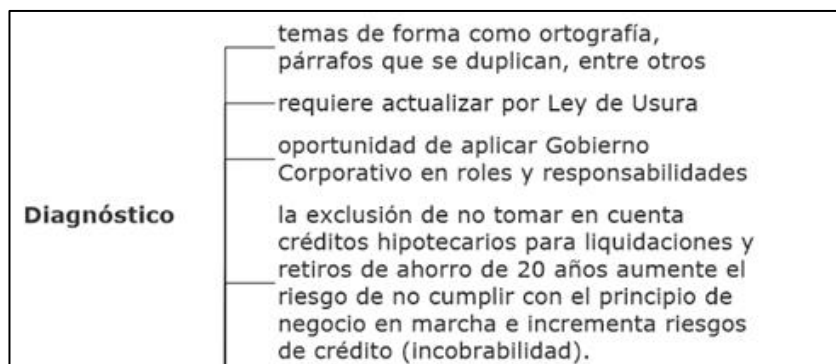 temas de forma como ortografía,
párrafos que se duplican, entre otros
requiere actualizar por Ley de Usura
oportunidad de aplicar Gobierno
Corporativo en roles y responsabilidades
Diagnóstico
la exclusión de no tomar en cuenta
créditos hipotecarios para liquidaciones y
retiros de ahorro de 20 años aumente el
riesgo de no cumplir con el principio de
negocio en marcha e incrementa riesgos
de crédito (incobrabilidad).